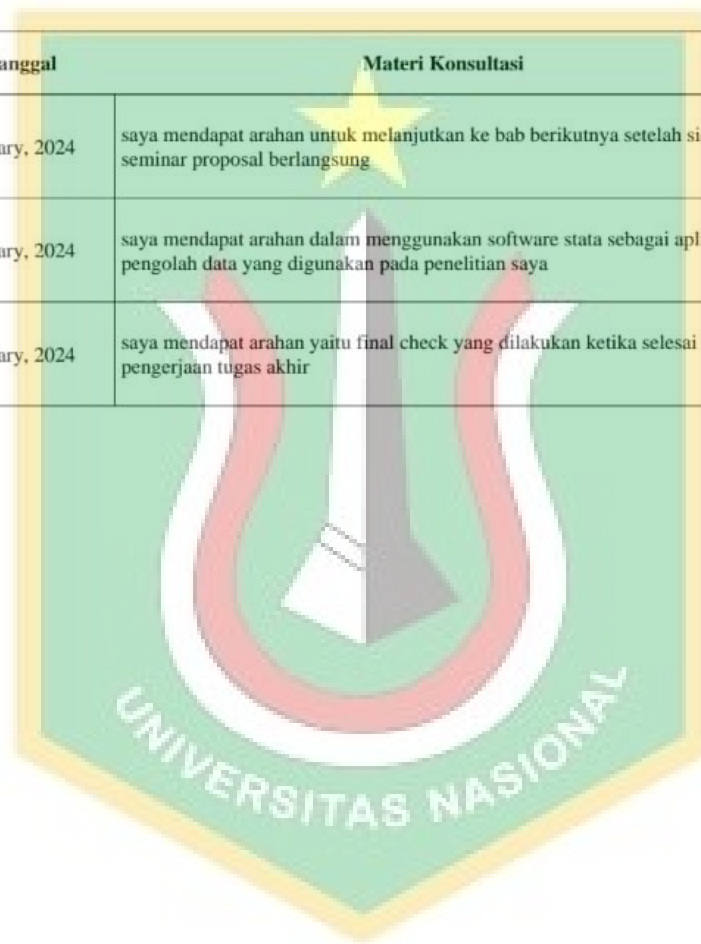 anggal Materi Konsultasi
ary, 2024
saya mendapat arahan untuk melanjutkan ke bab berikutnya setelah si
seminar proposal berlangsung
ary, 2024
saya mendapat arahan dalam menggunakan software stata sebagai apl
pengolah data yang digunakan pada penelitian saya
ary, 2024
saya mendapat arahan yaitu final check yang dilakukan ketika selesai
pengerjaan tugas akhir
UNIVERSITAS NASIONAL